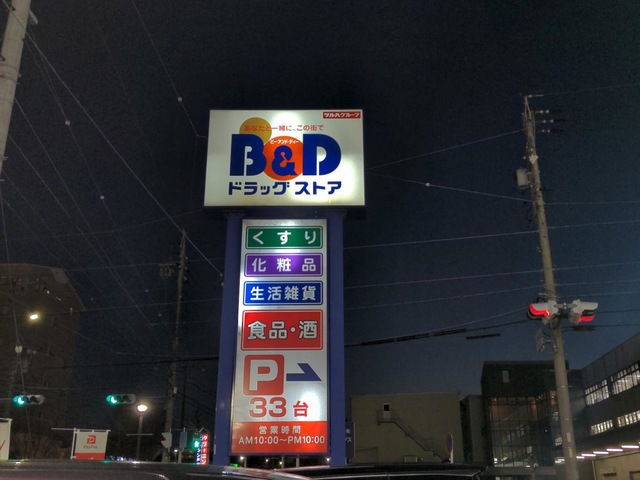 ツルハグループ
あなたと一緒に、この街で
ビーアンドディー
B&D
ドラッグストア
くすり
化粧品
生活雑貨
食品・酒
P
33台
営業時間
AM10:00〜PM10:00
PayPay